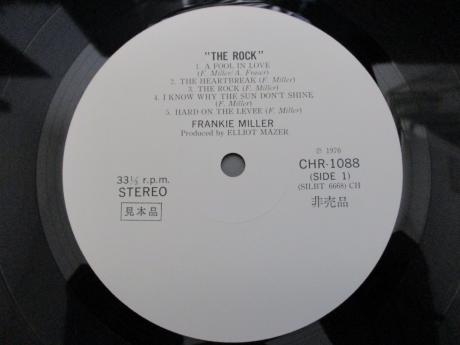 "THE ROCK"
1. A FOOL IN LOVE
(F. Miller/A. Fraser)
2. THE HEARTBREAK (F. Miller)
3. THE ROCK (F. Miller)
4. I KNOW WHY THE SUN DON'T SHINE
(F. Miller)
5. HARD ON THE LEVEE (F. Miller)
FRANKIE MILLER
Produced by ELLIOT MAZER
33⅓ r.p.m.
STEREO
見本品
℗ 1976
CHR-1088
(SIDE 1)
(SILBT 6668) CH
非売品